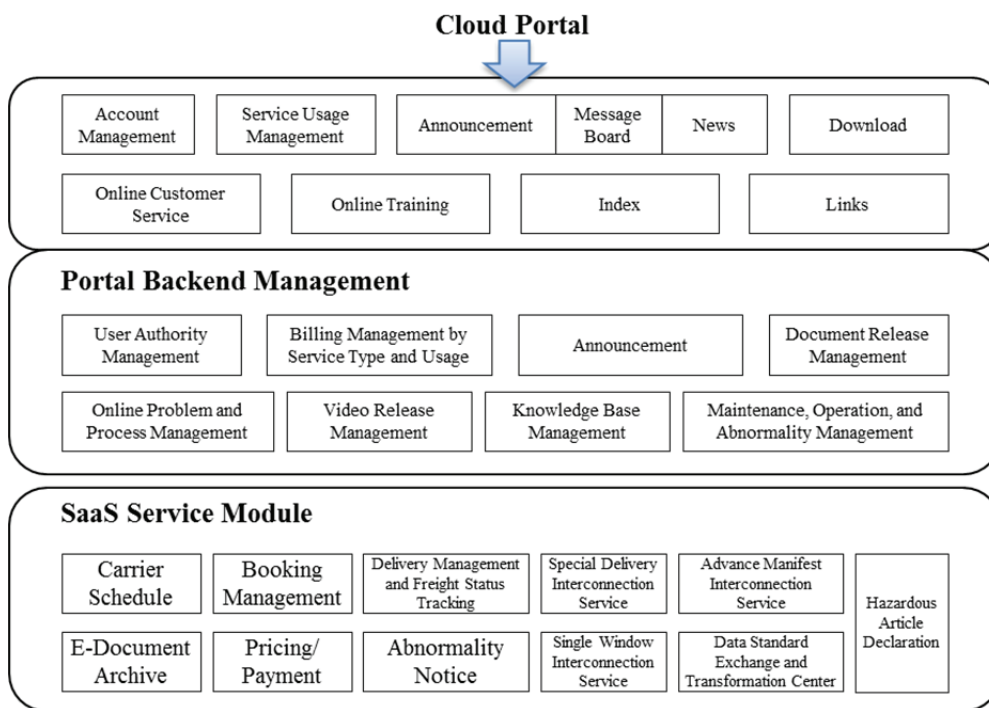 Cloud Portal
Account
Management
Service Usage
Management
Announcement
Message
Board
News
Download
Online Customer
Service
Online Training
Index
Links
Portal Backend Management
User Authority
Management
Billing Management by
Service Type and Usage
Announcement
Document Release
Management
Online Problem and
Process Management
Video Release
Management
Knowledge Base
Management
Maintenance, Operation, and
Abnormality Management
SaaS Service Module
Carrier
Schedule
Booking
Management
Delivery Management
and Freight Status
Tracking
Special Delivery
Interconnection
Service
Advance Manifest
Interconnection
Service
Hazardous
Article
Declaration
E-Document
Archive
Pricing/
Payment
Abnormality
Notice
Single Window
Interconnection
Service
Data Standard
Exchange and
Transformation Center